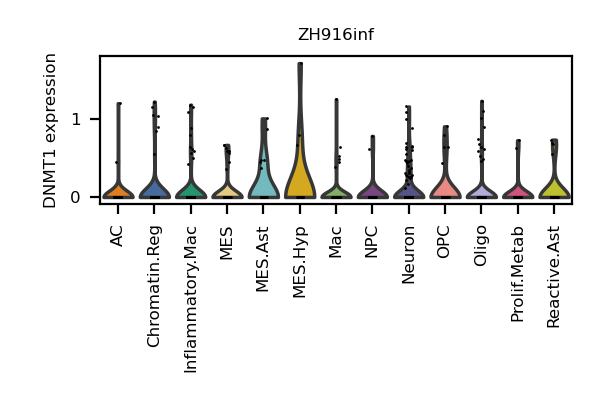 ZH916inf
DNMT1 expression
1
0
AC
Chromatin.Reg
Inflammatory.Mac
MES
MES.Ast
MES.Hyp
Mac
NPC
Neuron
OPC
Oligo
Prolif.Metab
Reactive.Ast